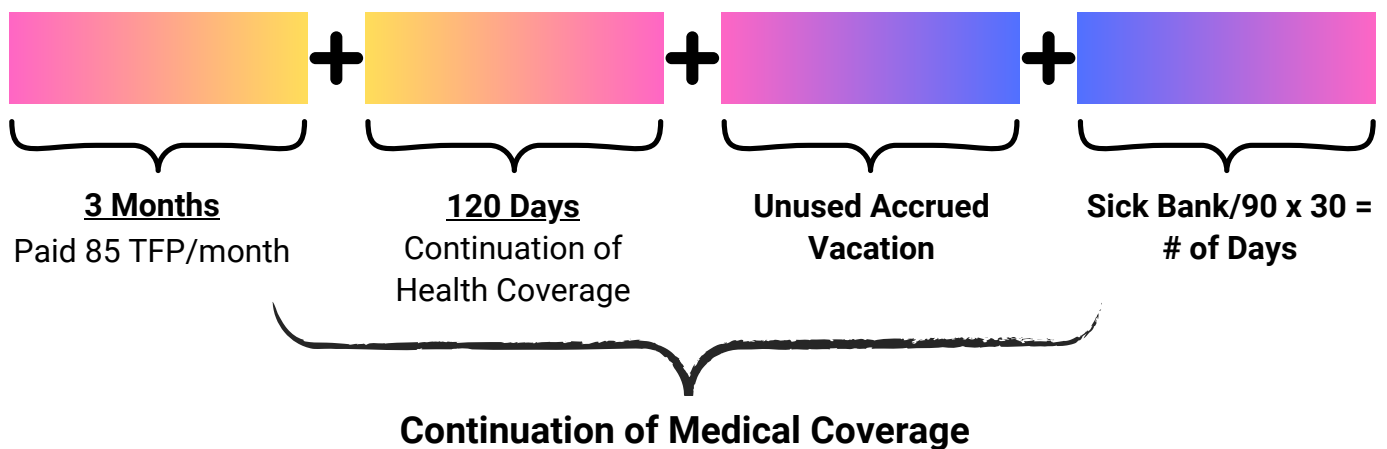 3 Months
Paid 85 TFP/month
120 Days
Continuation of
Health Coverage
Unused Accrued
Vacation
Sick Bank/90 x 30 =
# of Days
Continuation of Medical Coverage